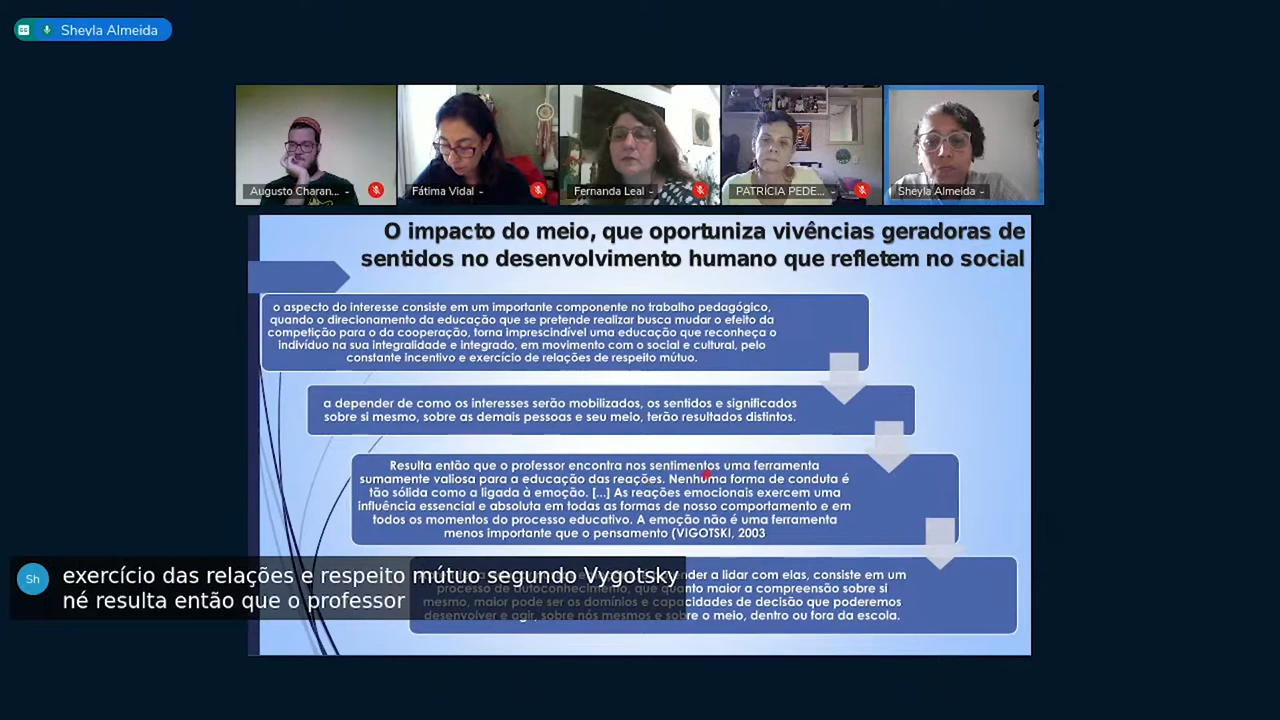 Sheyla Almeida
Augusto Charan...
Fátima Vidal
Fernanda Leal
PATRÍCIA PEDE...
Sheyla Almeida
O impacto do meio, que oportuniza vivências geradoras de
sentidos no desenvolvimento humano que refletem no social
o aspecto do interesse consiste em um importante componente no trabalho pedagógico,
quando o direcionamento da educação que se pretende realizar busca mudar o efeito da
competição para o da cooperação, torna imprescindível uma educação que reconheça o
indivíduo na sua integralidade e integrado, em movimento com o social e cultural, pelo
constante incentivo e exercício de relações de respeito mútuo.
a depender de como os interesses serão mobilizados, os sentidos e significados
sobre si mesmo, sobre as demais pessoas e seu meio, terão resultados distintos.
Resulta então que o professor encontra nos sentimentos uma ferramenta
sumamente valiosa para a educação das reações. Nenhuma forma de conduta é
tão sólida como a ligada à emoção. [...] As reações emocionais exercem uma
influência essencial e absoluta em todas as formas de nosso comportamento e em
todos os momentos do processo educativo. A emoção não é uma ferramenta
menos importante que o pensamento (VIGOTSKI, 2003
der a lidar com elas, consiste em um
processo de autoconhecimento, que quanto maior a compreensão sobre si
mesmo, maior pode ser os domínios e capacidades de decisão que poderemos
desenvolver e agir, sobre nós mesmos e sobre o meio, dentro ou fora da escola.
Sh
exercício das relações e respeito mútuo segundo Vygotsky
né resulta então que o professor